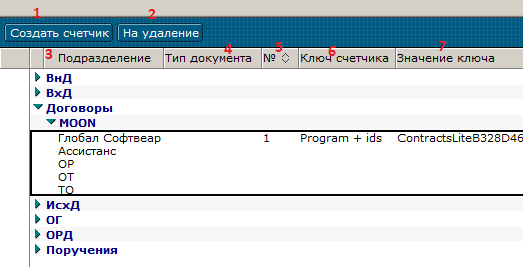 1 2
Создать счетчик На удаление
3 Подразделение Тип документа 4 № 5 Ключ счетчика 6 Значение ключа 7
ВнД
ВхД
Договоры
MOON
Глобал Софтвеар 1 Program + ids ContractsLiteB328D46
Ассистанс
ОР
ОТ
ТО
ИсхД
ОГ
ОРД
Поручения